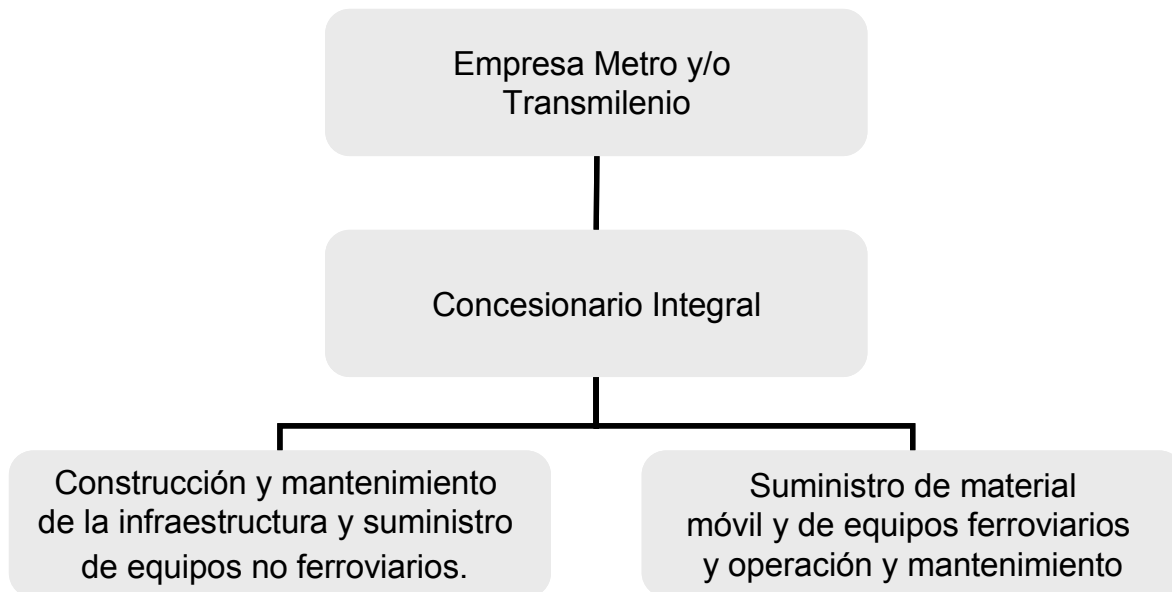 Empresa Metro y/o
Transmilenio
Concesionario Integral
Construcción y mantenimiento
de la infraestructura y suministro
de equipos no ferroviarios.
Suministro de material
móvil y de equipos ferroviarios
y operación y mantenimiento